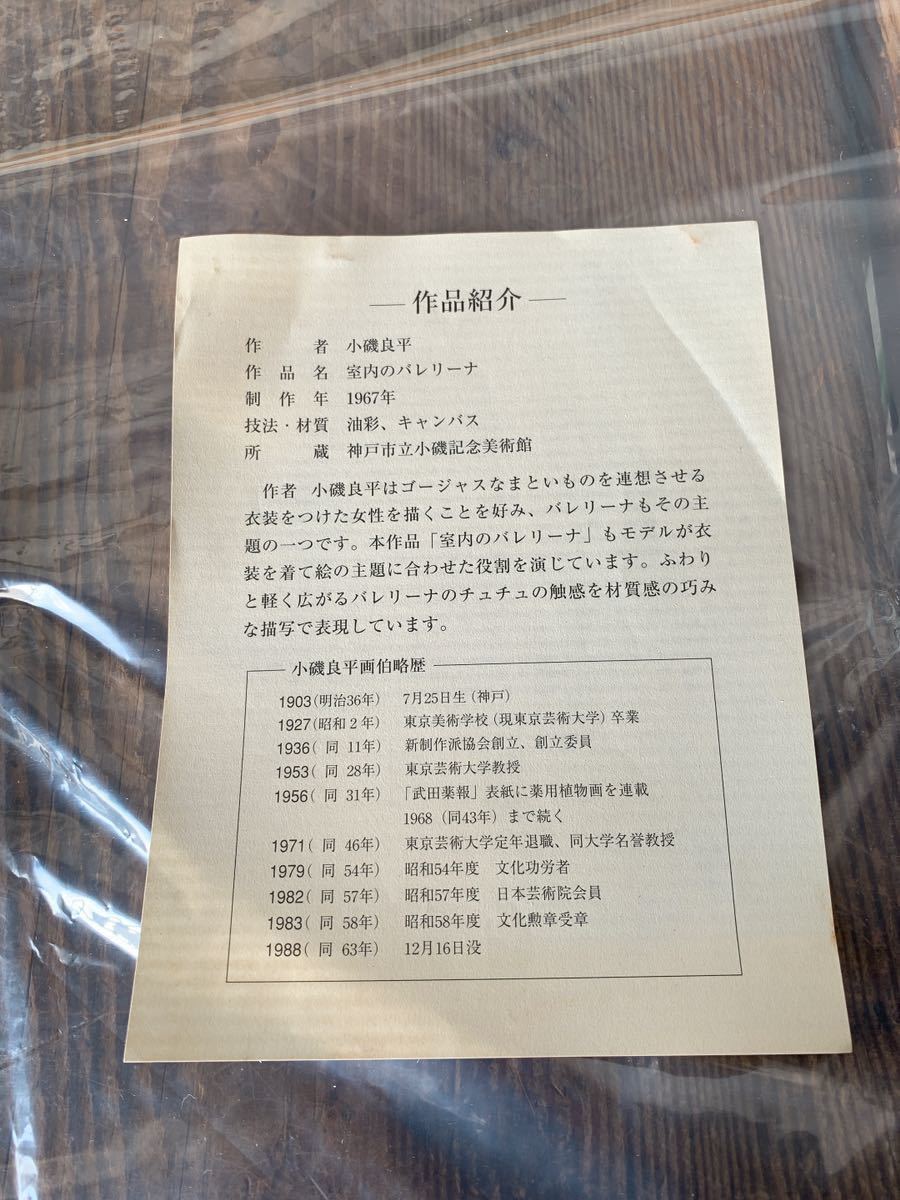 —作品紹介—
作者 小磯良平
作品名 室内のバレリーナ
制作年 1967年
技法・材質 油彩、キャンバス
所蔵 神戸市立小磯記念美術館
作者 小磯良平はゴージャスなまといものを連想させる
衣装をつけた女性を描くことを好み、バレリーナもその主
題の一つです。本作品「室内のバレリーナ」もモデルが衣
装を着て絵の主題に合わせた役割を演じています。ふわり
と軽く広がるバレリーナのチュチュの触感を材質感の巧み
な描写で表現しています。
小磯良平画伯略歴
1903(明治36年) 7月25日生(神戸)
1927(昭和2年) 東京美術学校(現東京芸術大学)卒業
1936(同11年) 新制作派協会創立、創立委員
1953(同28年) 東京芸術大学教授
1956(同31年) 「武田薬報」表紙に薬用植物画を連載
1968(同43年)まで続く
1971(同46年) 東京芸術大学定年退職、同大学名誉教授
1979(同54年) 昭和54年度 文化功労者
1982(同57年) 昭和57年度 日本芸術院会員
1983(同58年) 昭和58年度 文化勲章受章
1988(同63年) 12月16日没